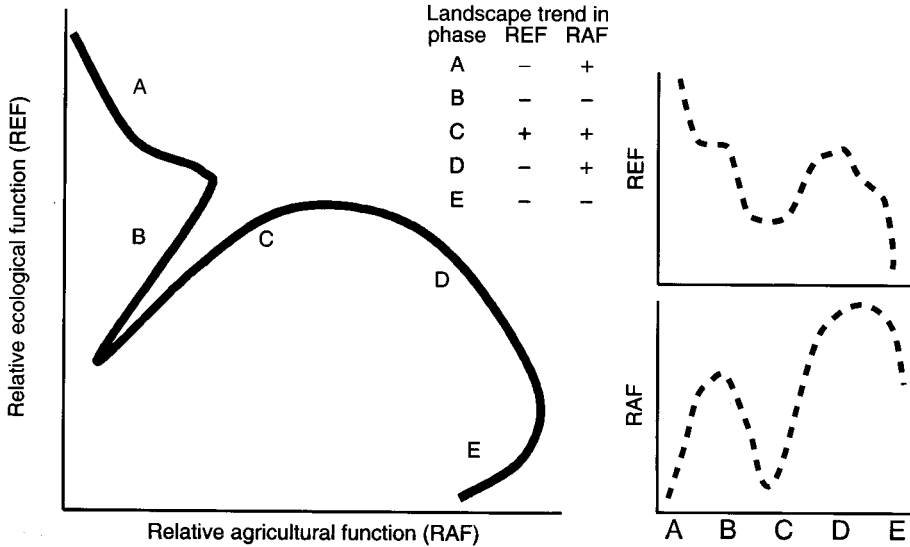 Relative ecological function (REF)
A
B
C
D
E
Relative agricultural function (RAF)
Landscape trend in
phase REF RAF
A – +
B – –
C + +
D – +
E – –
REF
RAF
A B C D E